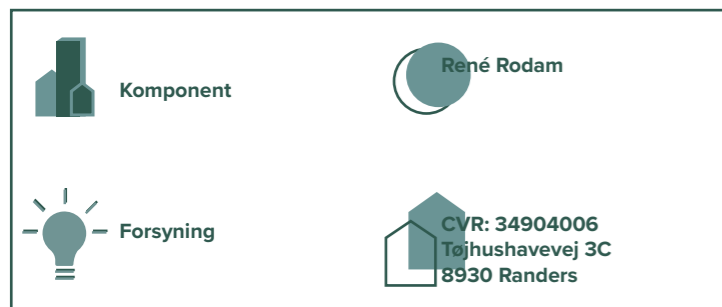 Komponent
René Rodam
Forsyning
CVR: 34904006
Tøjhushavevej 3C
8930 Randers